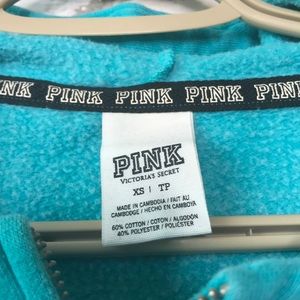 PINK PINK PINK PINK PINK
PINK
VICTORIA'S SECRET
XS | TP
MADE IN CAMBODIA / FAIT AU
CAMBODGE / HECHO EN CAMBOYA
60% COTTON / COTON / ALGODÓN
40% POLYESTER / POLIÉSTER